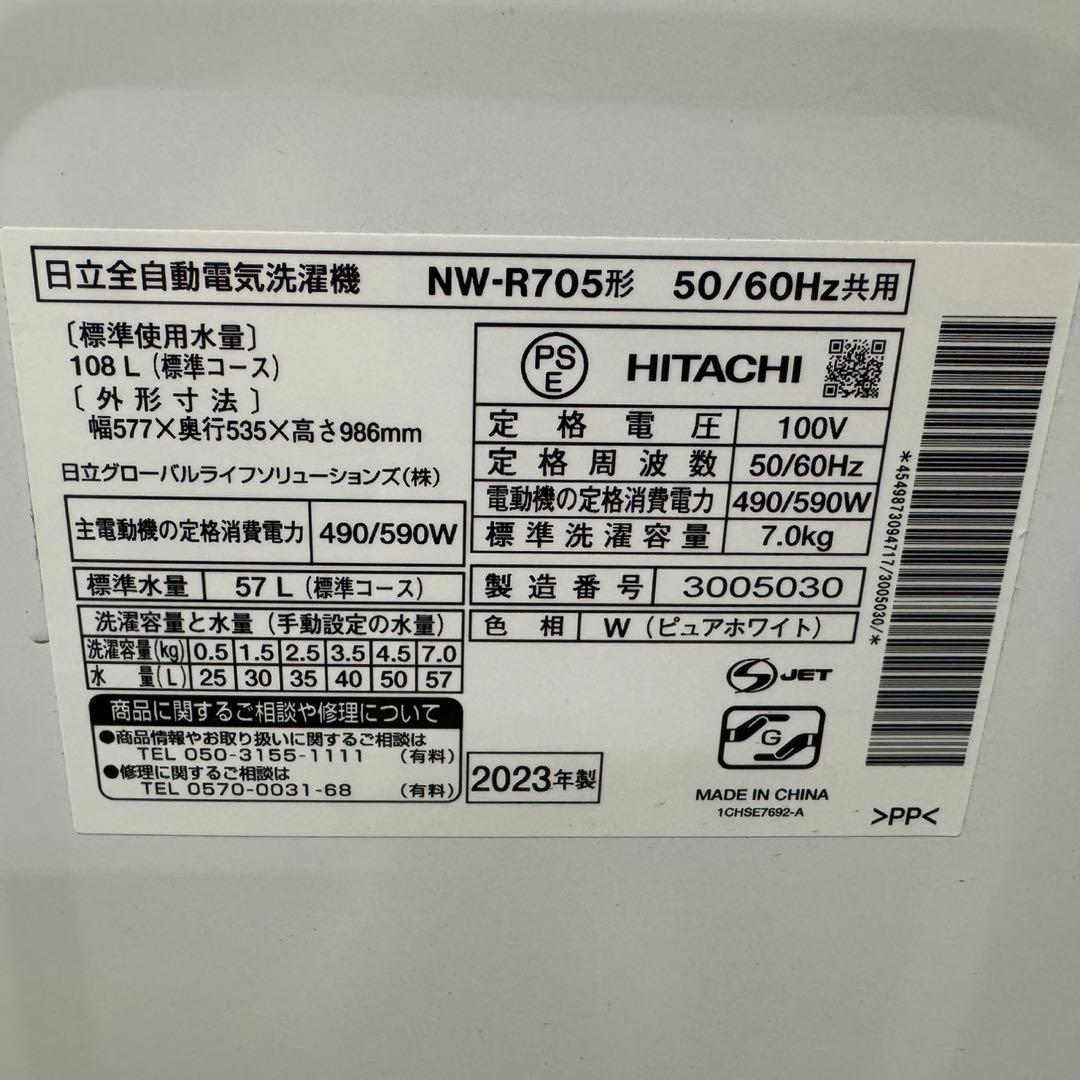 日立全自動電気洗濯機 NW-R705形 50/60Hz共用
〔標準使用水量〕
108 L (標準コース)
〔外形寸法〕
幅577×奥行535×高さ986mm
日立グローバルライフソリューションズ(株)
主電動機の定格消費電力 490/590W
標準水量 57 L (標準コース)
洗濯容量と水量 (手動設定の水量)
洗濯容量(kg) 0.5 1.5 2.5 3.5 4.5 7.0
水量(L) 25 30 35 40 50 57
商品に関するご相談や修理について
●商品情報やお取り扱いに関するご相談は
TEL 050-3155-1111 (有料)
●修理に関するご相談は
TEL 0570-0031-68 (有料)
PS
E
HITACHI
定格電圧 100V
定格周波数 50/60Hz
電動機の定格消費電力 490/590W
標準洗濯容量 7.0kg
製造番号 3005030
色相 W (ピュアホワイト)
S JET
G
2023年製
MADE IN CHINA
1CHSE7692-A
>PP<
*4549873094717/3005030/*